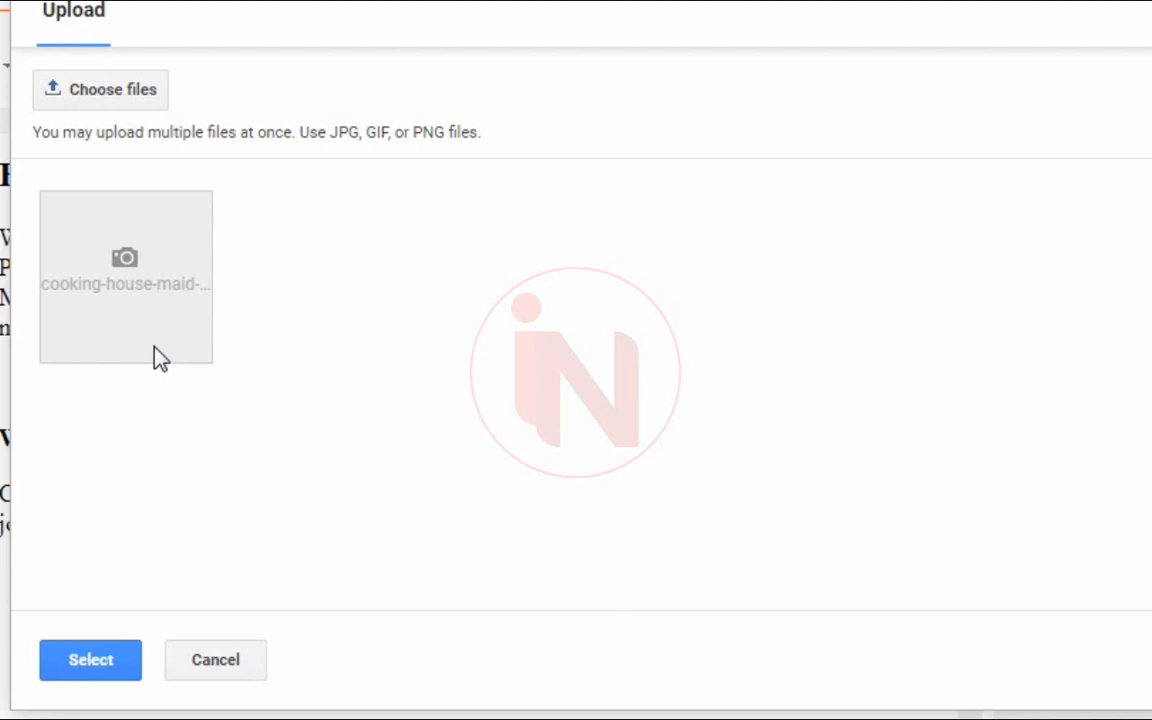 Upload
Choose files
You may upload multiple files at once. Use JPG, GIF, or PNG files.
cooking-house-maid-...
iN
Select
Cancel